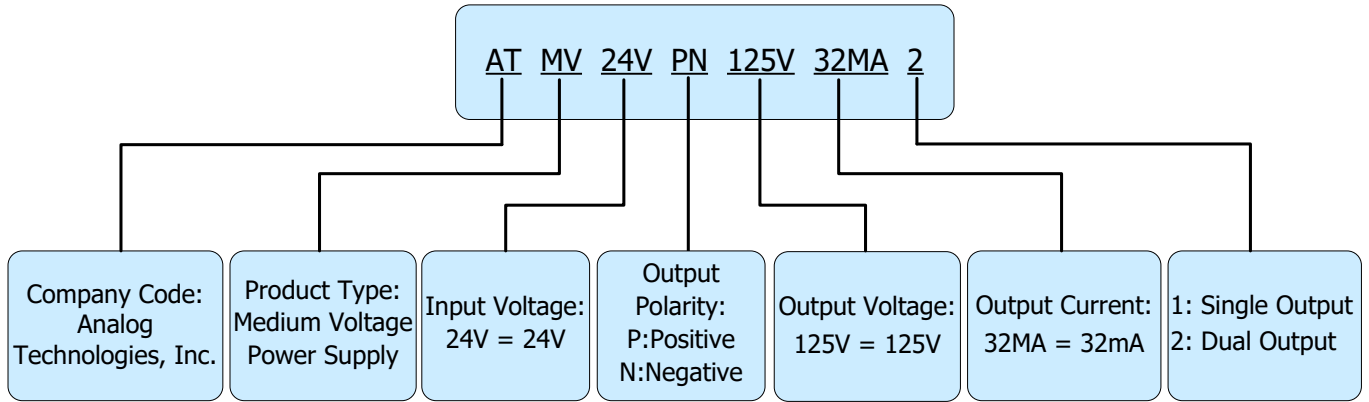 AT MV 24V PN 125V 32MA 2
Company Code:
Analog
Technologies, Inc.
Product Type:
Medium Voltage
Power Supply
Input Voltage:
24V = 24V
Output
Polarity:
P:Positive
N:Negative
Output Voltage:
125V = 125V
Output Current:
32MA = 32mA
1: Single Output
2: Dual Output